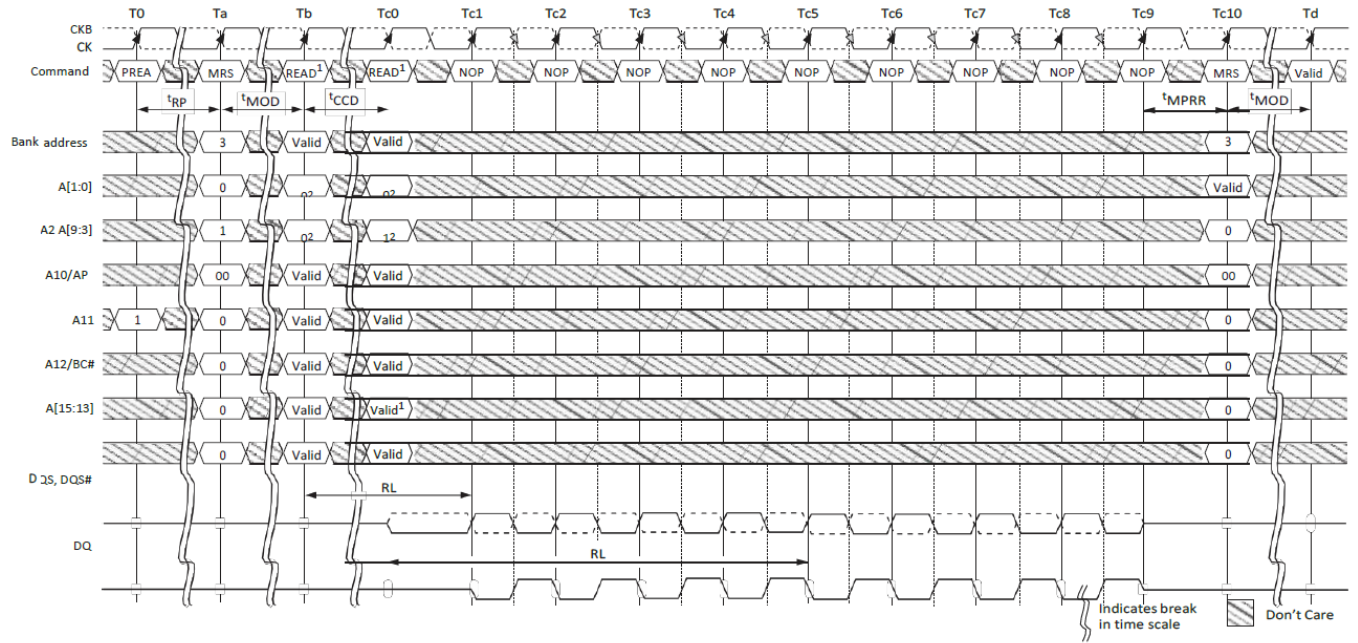 T0 Ta Tb Tc0 Tc1 Tc2 Tc3 Tc4 Tc5 Tc6 Tc7 Tc8 Tc9 Tc10 Td
CKB
CK
Command PREA MRS READ1 READ1 NOP NOP NOP NOP NOP NOP NOP NOP NOP MRS Valid
tRP tMOD tCCD tMPRR tMOD
Bank address 3 Valid Valid 3
A[1:0] 0 02 02 Valid
A2 A[9:3] 1 02 12 0
A10/AP 00 Valid Valid 00
A11 1 0 Valid Valid 0
A12/BC# 0 Valid Valid 0
A[15:13] 0 Valid Valid1 0
0 Valid Valid 0
DQS, DQS#
RL
DQ
RL
Indicates break
in time scale
Don't Care